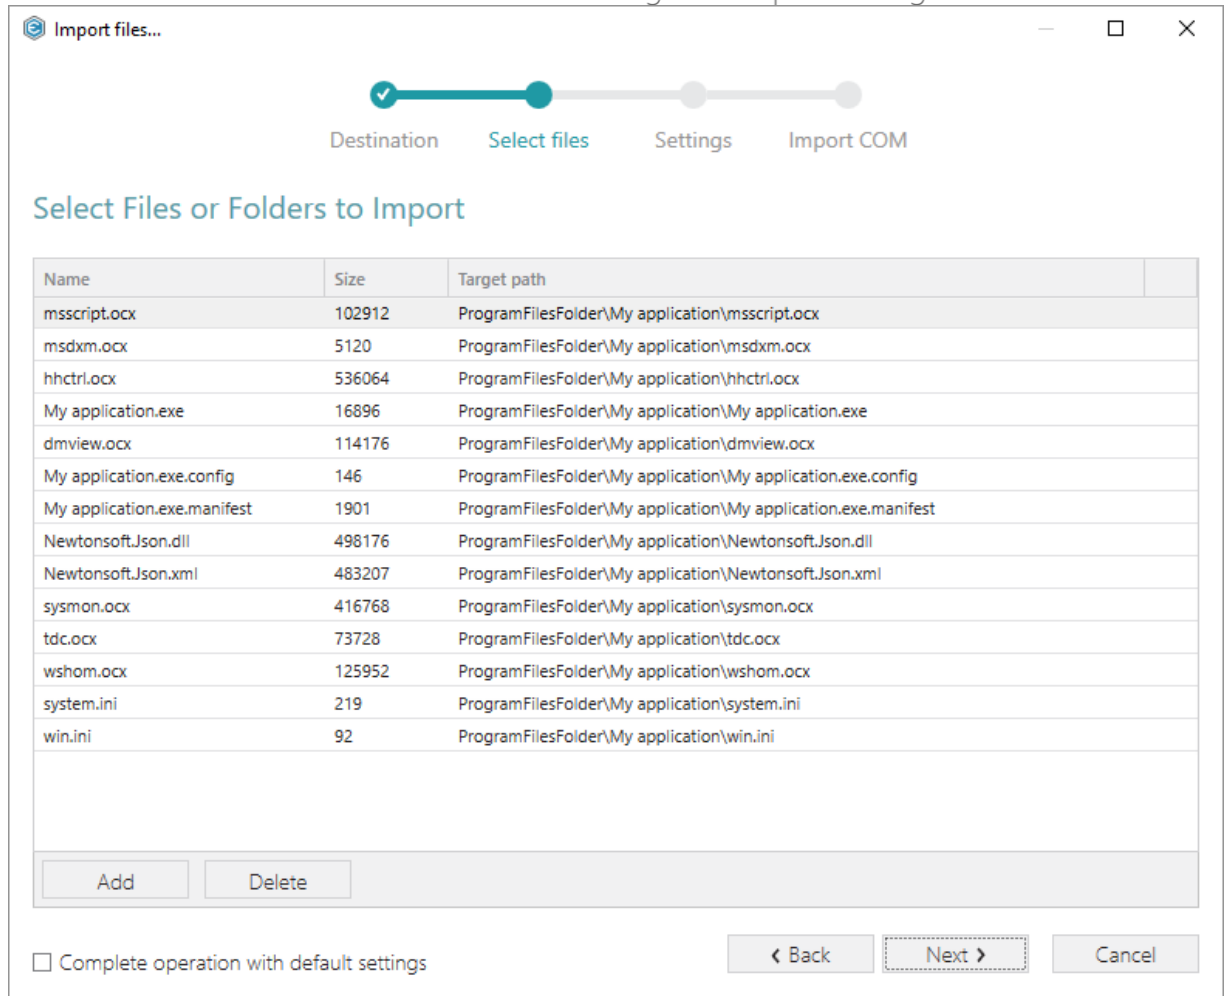 Import files...
Destination Select files Settings Import COM
Select Files or Folders to Import
Name Size Target path
msscript.ocx 102912 ProgramFilesFolder\My application\msscript.ocx
msdxm.ocx 5120 ProgramFilesFolder\My application\msdxm.ocx
hhctrl.ocx 536064 ProgramFilesFolder\My application\hhctrl.ocx
My application.exe 16896 ProgramFilesFolder\My application\My application.exe
dmview.ocx 114176 ProgramFilesFolder\My application\dmview.ocx
My application.exe.config 146 ProgramFilesFolder\My application\My application.exe.config
My application.exe.manifest 1901 ProgramFilesFolder\My application\My application.exe.manifest
Newtonsoft.Json.dll 498176 ProgramFilesFolder\My application\Newtonsoft.Json.dll
Newtonsoft.Json.xml 483207 ProgramFilesFolder\My application\Newtonsoft.Json.xml
sysmon.ocx 416768 ProgramFilesFolder\My application\sysmon.ocx
tdc.ocx 73728 ProgramFilesFolder\My application\tdc.ocx
wshom.ocx 125952 ProgramFilesFolder\My application\wshom.ocx
system.ini 219 ProgramFilesFolder\My application\system.ini
win.ini 92 ProgramFilesFolder\My application\win.ini
Add Delete
Complete operation with default settings
Back Next Cancel